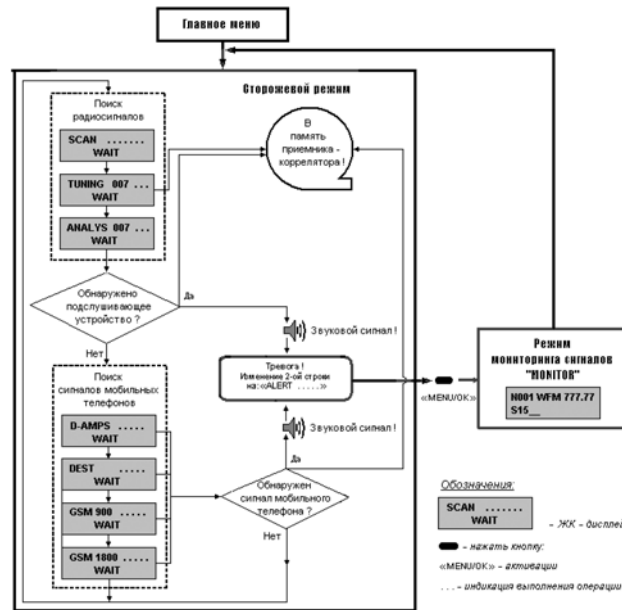 Главное меню
Сторожевой режим
Поиск
радиосигналов
SCAN .......
WAIT
TUNING 007 ...
WAIT
ANALYS 007 ...
WAIT
В
память
приемника -
коррелятора !
Обнаружено
подслушивающее
устройство ?
Да
Нет
Звуковой сигнал !
Тревога !
Изменение 2-ой строки
на: «ALERT .....»
«MENU/OK»
Режим
мониторинга сигналов
"MONITOR"
N001 WFM 777.77
S15__
Поиск
сигналов мобильных
телефонов
D-AMPS .....
WAIT
DEST .....
WAIT
GSM 900 .....
WAIT
GSM 1800 .....
WAIT
Звуковой сигнал !
Да
Обнаружен
сигнал мобильного
телефона ?
Нет
Обозначения:
SCAN .......
WAIT
- ЖК - дисплей
- нажать кнопку:
«MENU/OK» - активации
... - индикация выполнения операции